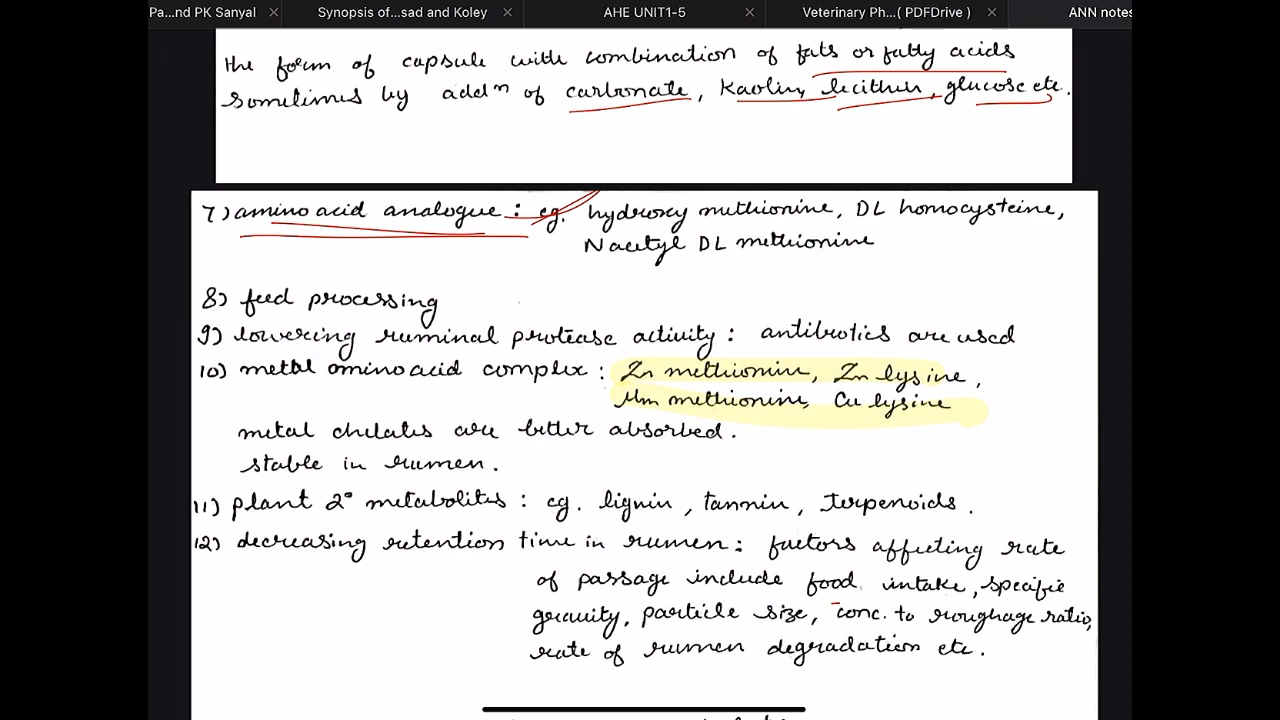 Pa...nd PK Sanyal
Synopsis of...sad and Koley
AHE UNIT1-5
Veterinary Ph...( PDFDrive )
ANN notes
the form of capsule with combination of fats or fatty acids
sometimes by addⁿ of carbonate, Kaolin, lecithin, glucose etc.
7) amino acid analogue : eg. hydroxy methionine, DL homocysteine,
N acetyl DL methionine
8) feed processing
9) lowering ruminal protease activity : antibiotics are used
10) metal amino acid complex : Zn methionine, Zn lysine,
Mn methionine, Cu lysine
metal chelates are better absorbed.
stable in rumen.
11) plant 2° metabolites : eg. lignin, tannin, terpenoids.
12) decreasing retention time in rumen : factors affecting rate
of passage include food intake, specific
gravity, particle size, conc. to roughage ratio,
rate of rumen degradation etc.